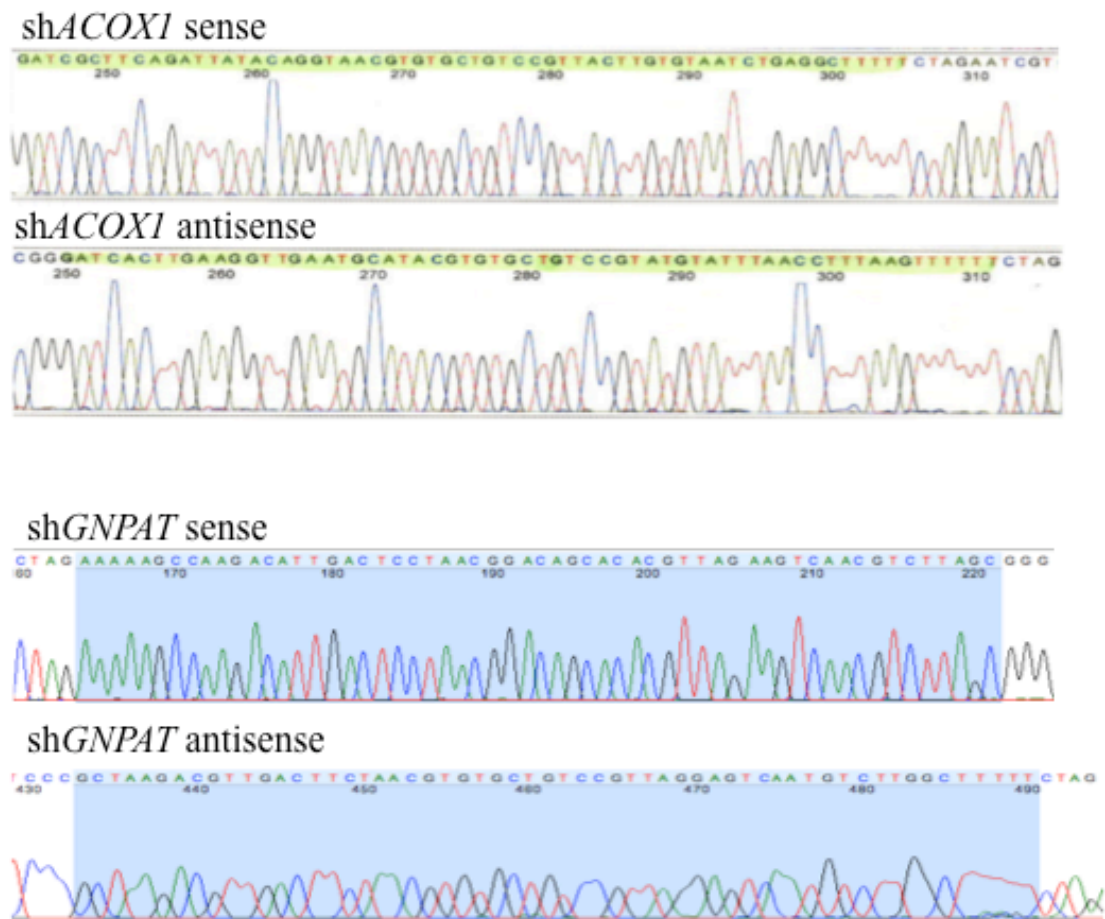 shACOX1 sense
GATCGCTTCAGATTATACAGGTAACGTGTGCTGTCCGTTACTTGTGTAATCTGAGGCTTTTTCTAGAATCGT
250 260 270 280 290 300 310
shACOX1 antisense
CGGGATCACTTGAAGGTTGAATGCATACGTGTGCTGTCCGTATGTATTTAACCTTTAAGTTTTTTCTAG
250 260 270 280 290 300 310
shGNPAT sense
CTAGAAAAAGCCAAGACATTGACTCCTAACGGACAGCACACGTTAGAAGTCAACGTCTTAGCGGG
60 170 180 190 200 210 220
shGNPAT antisense
TCCCGCTAAGACGTTGACTTCTAACGTGTGCTGTCCGTTAGGAGTCAATGTCTTGGCTTTTTCTAG
430 440 450 460 470 480 490